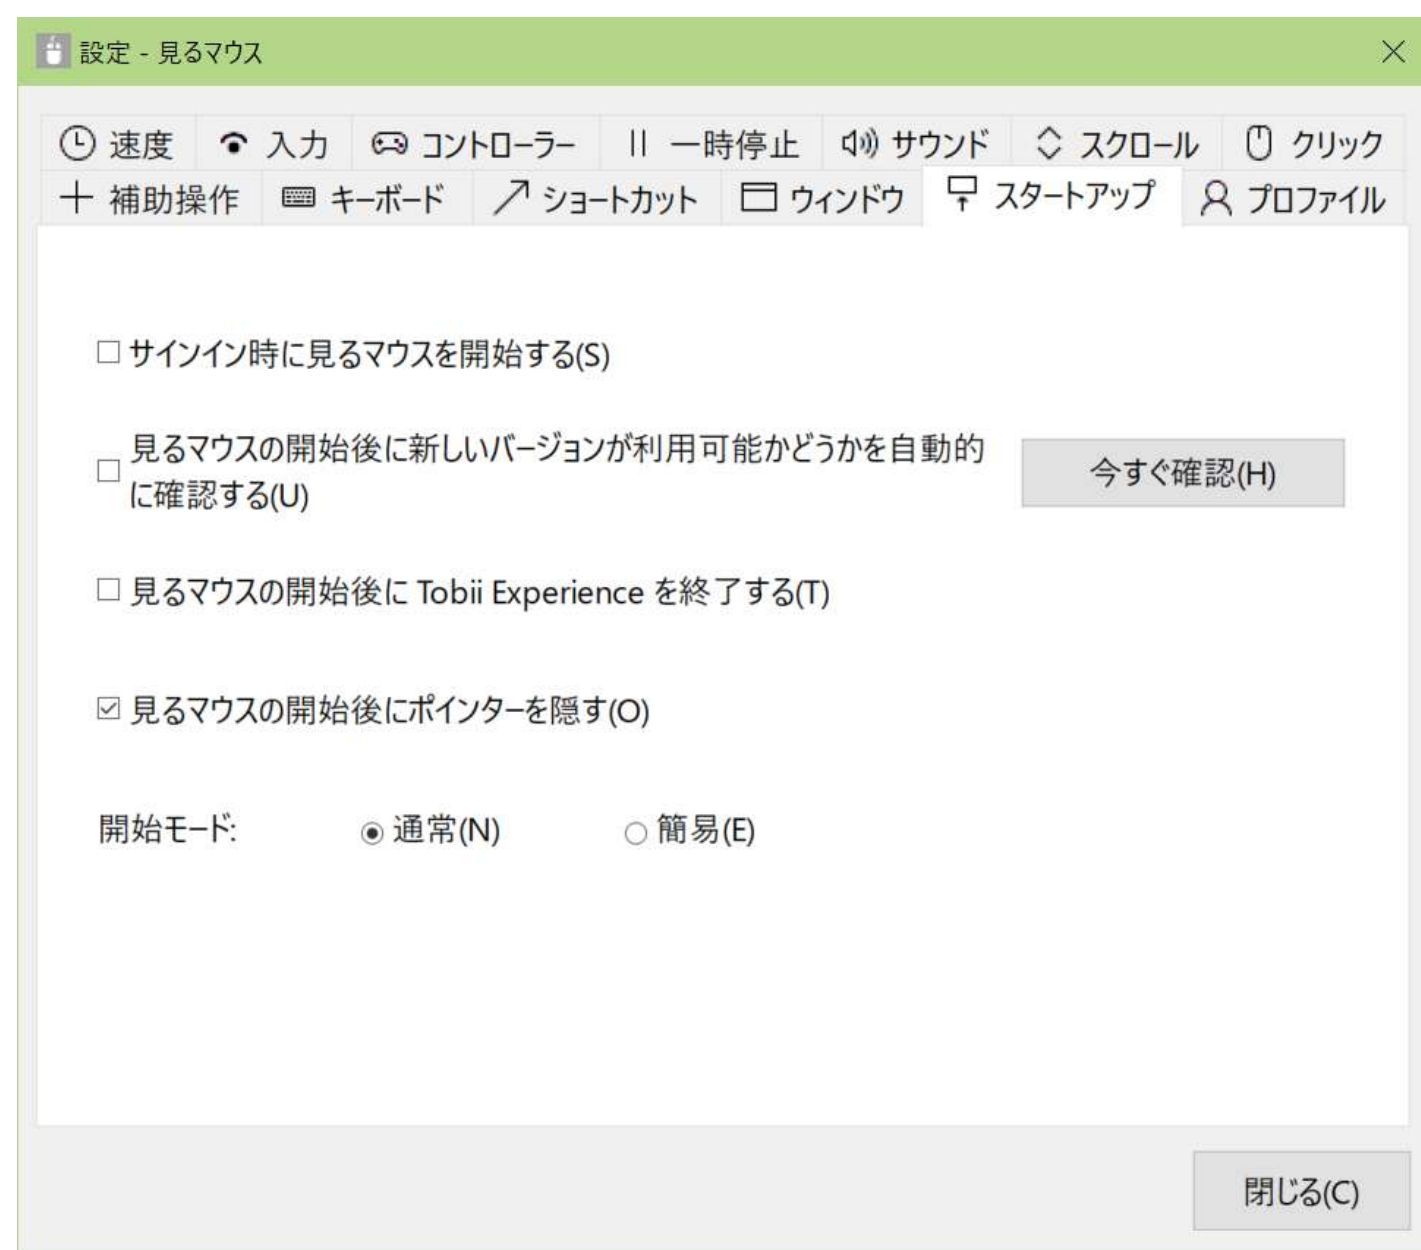 設定 - 見るマウス
速度 入力 コントローラー 一時停止 サウンド スクロール クリック
補助操作 キーボード ショートカット ウィンドウ スタートアップ プロファイル
サインイン時に見るマウスを開始する(S)
見るマウスの開始後に新しいバージョンが利用可能かどうかを自動的
に確認する(U)
今すぐ確認(H)
見るマウスの開始後に Tobii Experience を終了する(T)
見るマウスの開始後にポインターを隠す(O)
開始モード: 通常(N) 簡易(E)
閉じる(C)